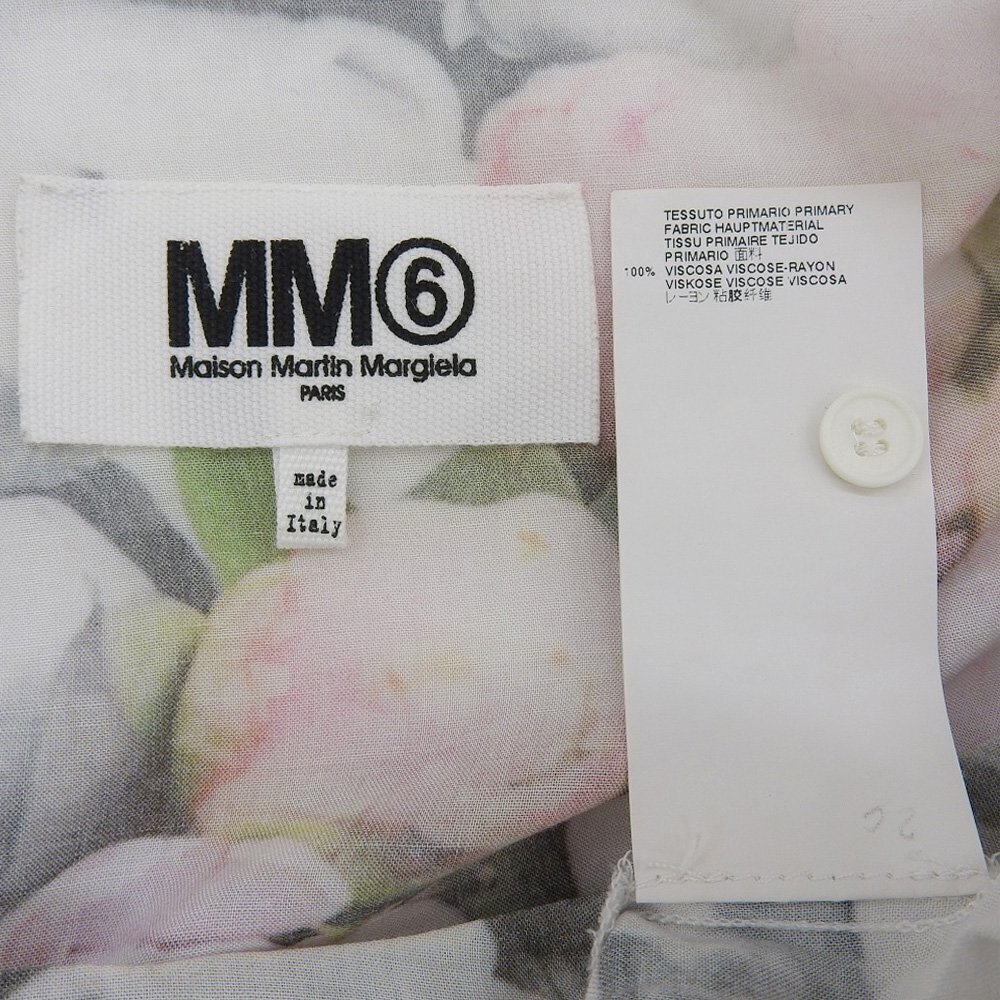 MM⑥
Maison Martin Margiela
PARIS
made
in
Italy
TESSUTO PRIMARIO PRIMARY
FABRIC HAUPTMATERIAL
TISSU PRIMAIRE TEJIDO
PRIMARIO 面料
100% VISCOSA VISCOSE-RAYON
VISKOSE VISCOSE VISCOSA
レーヨン 粘胶纤维